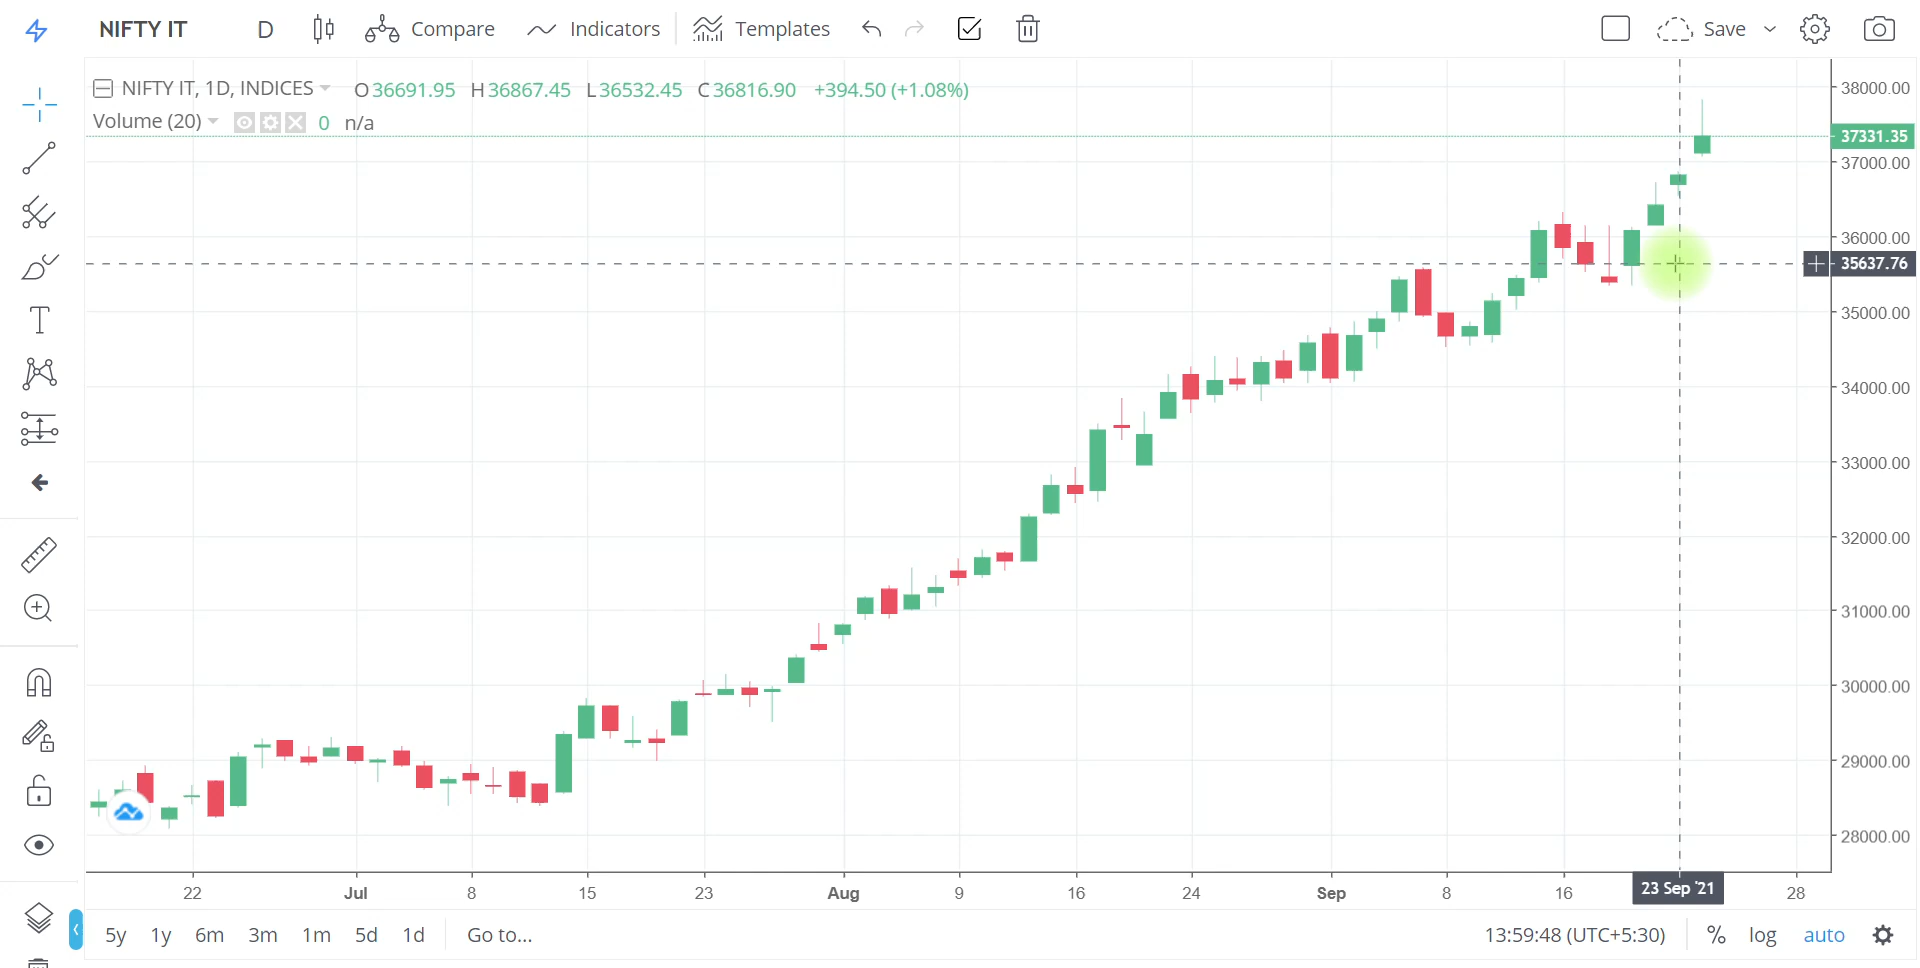 NIFTY IT D Compare Indicators Templates Save
NIFTY IT, 1D, INDICES O36691.95 H36867.45 L36532.45 C36816.90 +394.50 (+1.08%)
Volume (20) 0 n/a
38000.00
37331.35
37000.00
36000.00
35637.76
35000.00
34000.00
33000.00
32000.00
31000.00
30000.00
29000.00
28000.00
22 Jul 8 15 23 Aug 9 16 24 Sep 8 16 23 Sep '21 28
5y 1y 6m 3m 1m 5d 1d Go to... 13:59:48 (UTC+5:30) % log auto